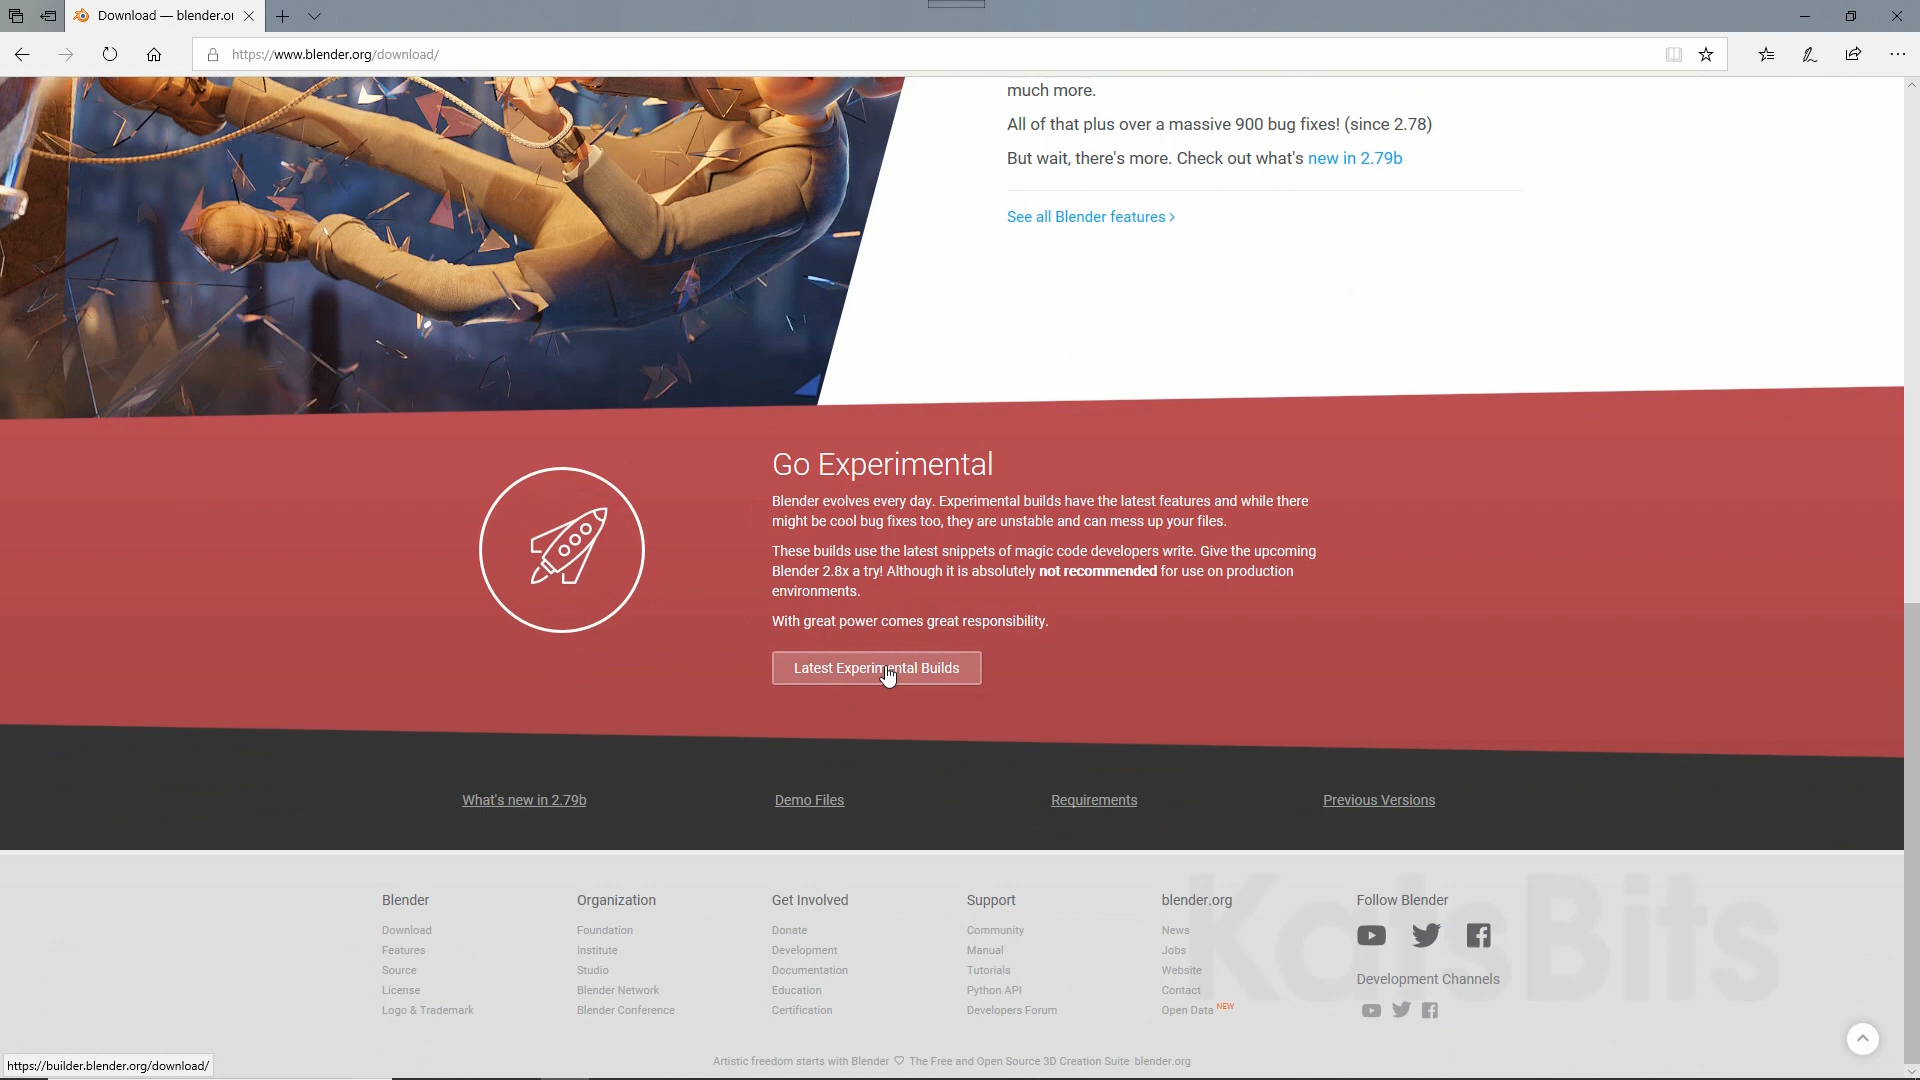 Download — blender.or
https://www.blender.org/download/
much more.
All of that plus over a massive 900 bug fixes! (since 2.78)
But wait, there's more. Check out what's new in 2.79b
See all Blender features ›
Go Experimental
Blender evolves every day. Experimental builds have the latest features and while there
might be cool bug fixes too, they are unstable and can mess up your files.
These builds use the latest snippets of magic code developers write. Give the upcoming
Blender 2.8x a try! Although it is absolutely not recommended for use on production
environments.
With great power comes great responsibility.
Latest Experimental Builds
What's new in 2.79b
Demo Files
Requirements
Previous Versions
Blender
Download
Features
Source
License
Logo & Trademark
Organization
Foundation
Institute
Studio
Blender Network
Blender Conference
Get Involved
Donate
Development
Documentation
Education
Certification
Support
Community
Manual
Tutorials
Python API
Developers Forum
blender.org
News
Jobs
Website
Contact
Open Data NEW
Follow Blender
Development Channels
KatsBits
Artistic freedom starts with Blender ♡ The Free and Open Source 3D Creation Suite blender.org
https://builder.blender.org/download/